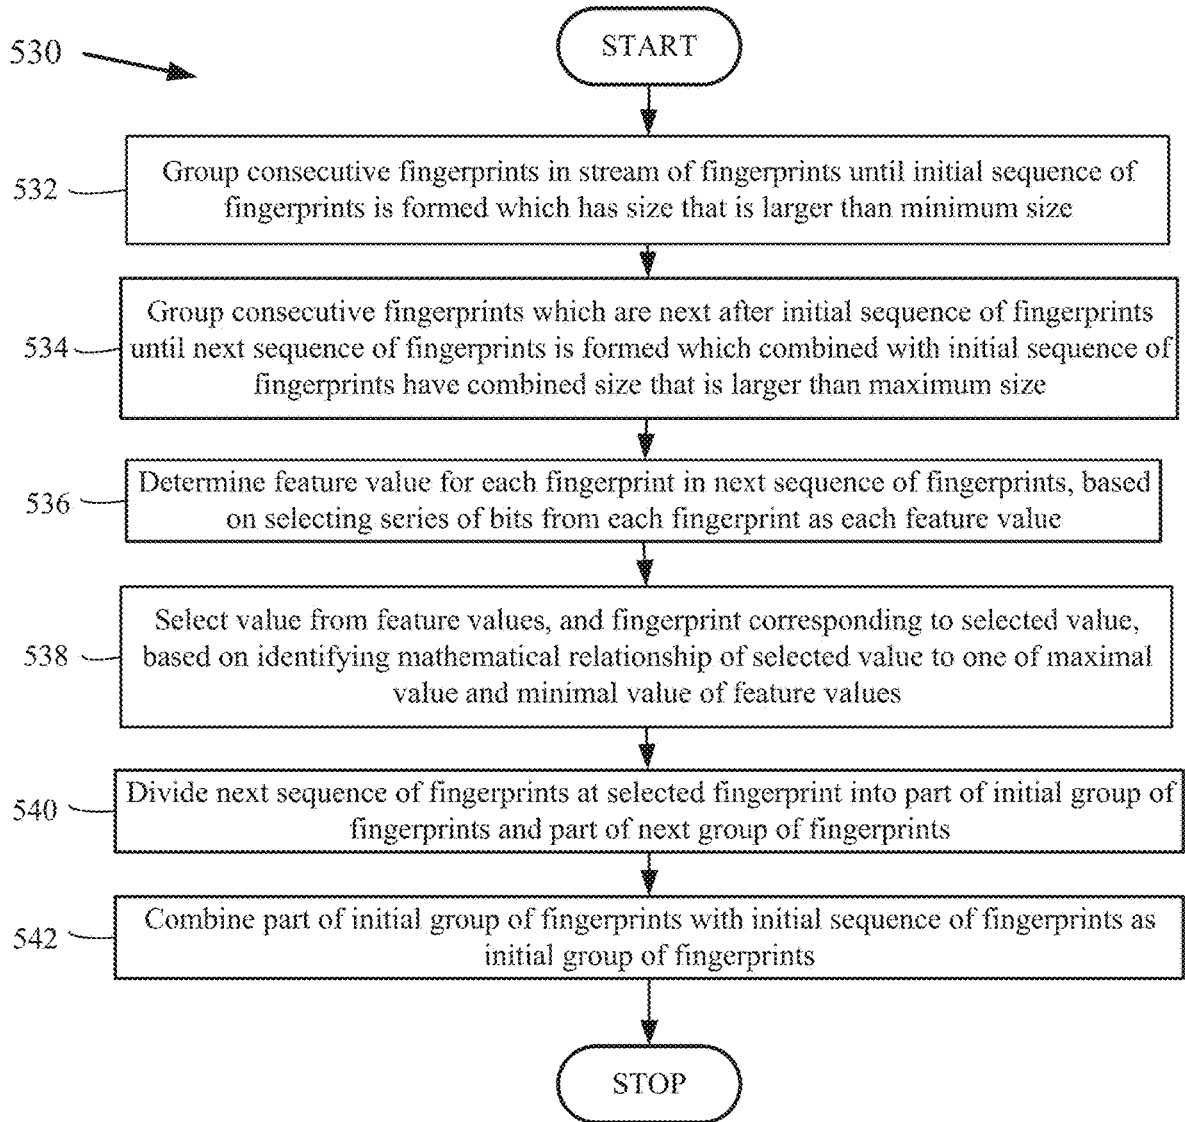 530
START
532
Group consecutive fingerprints in stream of fingerprints until initial sequence of
fingerprints is formed which has size that is larger than minimum size
534
Group consecutive fingerprints which are next after initial sequence of fingerprints
until next sequence of fingerprints is formed which combined with initial sequence of
fingerprints have combined size that is larger than maximum size
536
Determine feature value for each fingerprint in next sequence of fingerprints, based
on selecting series of bits from each fingerprint as each feature value
538
Select value from feature values, and fingerprint corresponding to selected value,
based on identifying mathematical relationship of selected value to one of maximal
value and minimal value of feature values
540
Divide next sequence of fingerprints at selected fingerprint into part of initial group of
fingerprints and part of next group of fingerprints
542
Combine part of initial group of fingerprints with initial sequence of fingerprints as
initial group of fingerprints
STOP